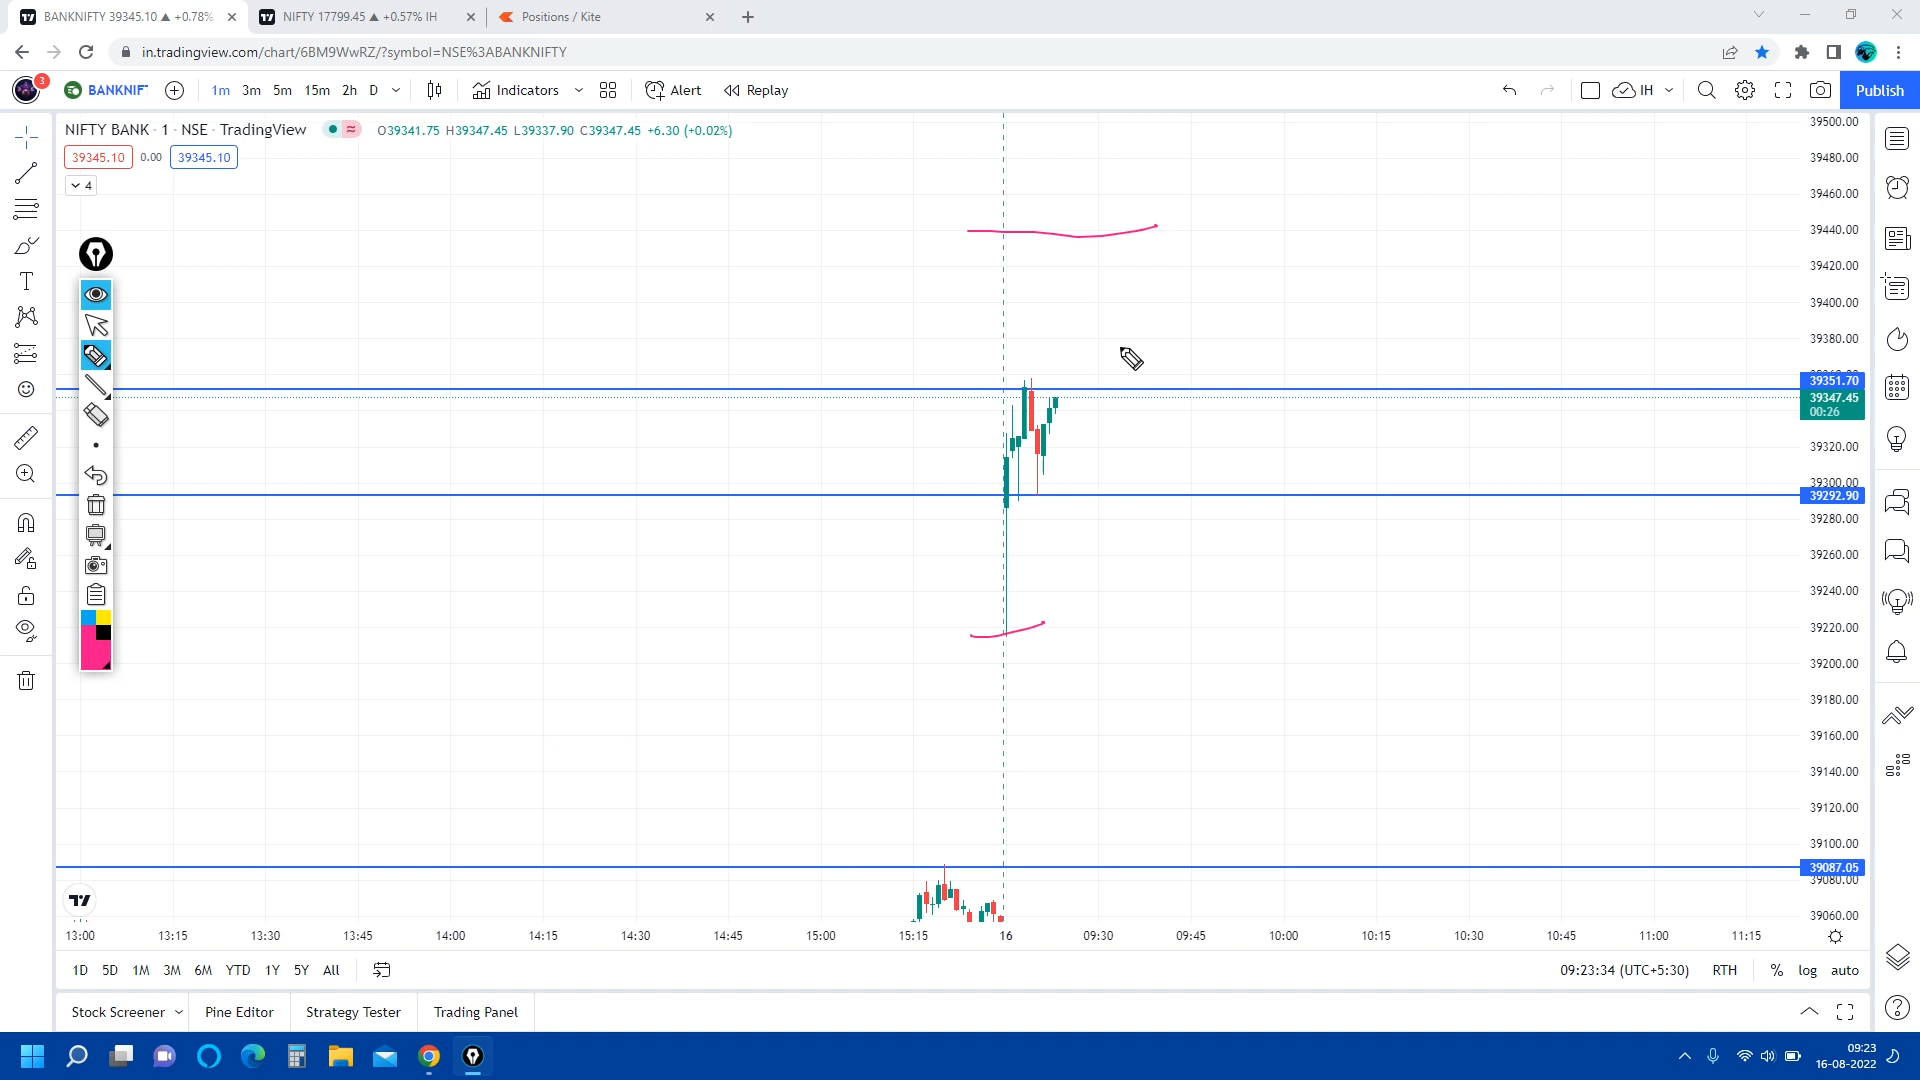 BANKNIFTY 39345.10 ▲ +0.78%
NIFTY 17799.45 ▲ +0.57% IH
Positions / Kite
in.tradingview.com/chart/6BM9WwRZ/?symbol=NSE%3ABANKNIFTY
3
BANKNIF
1m 3m 5m 15m 2h D
Indicators
Alert
Replay
IH
Publish
NIFTY BANK · 1 · NSE · TradingView
O39341.75 H39347.45 L39337.90 C39347.45 +6.30 (+0.02%)
39345.10 0.00 39345.10
4
39500.00
39480.00
39460.00
39440.00
39420.00
39400.00
39380.00
39351.70
39347.45
00:26
39320.00
39300.00
39292.90
39280.00
39260.00
39240.00
39220.00
39200.00
39180.00
39160.00
39140.00
39120.00
39100.00
39087.05
39080.00
39060.00
13:00 13:15 13:30 13:45 14:00 14:15 14:30 14:45 15:00 15:15 16 09:30 09:45 10:00 10:15 10:30 10:45 11:00 11:15
1D 5D 1M 3M 6M YTD 1Y 5Y All
09:23:34 (UTC+5:30) RTH % log auto
Stock Screener Pine Editor Strategy Tester Trading Panel
09:23
16-08-2022